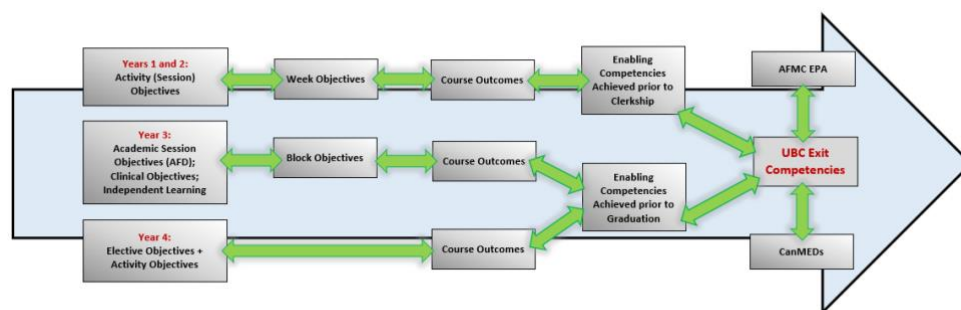 Years 1 and 2:
Activity (Session)
Objectives
Week Objectives
Course Outcomes
Enabling
Competencies
Achieved prior to
Clerkship
AFMC EPA
Year 3:
Academic Session
Objectives (AFD);
Clinical Objectives;
Independent Learning
Block Objectives
Course Outcomes
Enabling
Competencies
Achieved prior to
Graduation
UBC Exit
Competencies
Year 4:
Elective Objectives +
Activity Objectives
Course Outcomes
CanMEDs